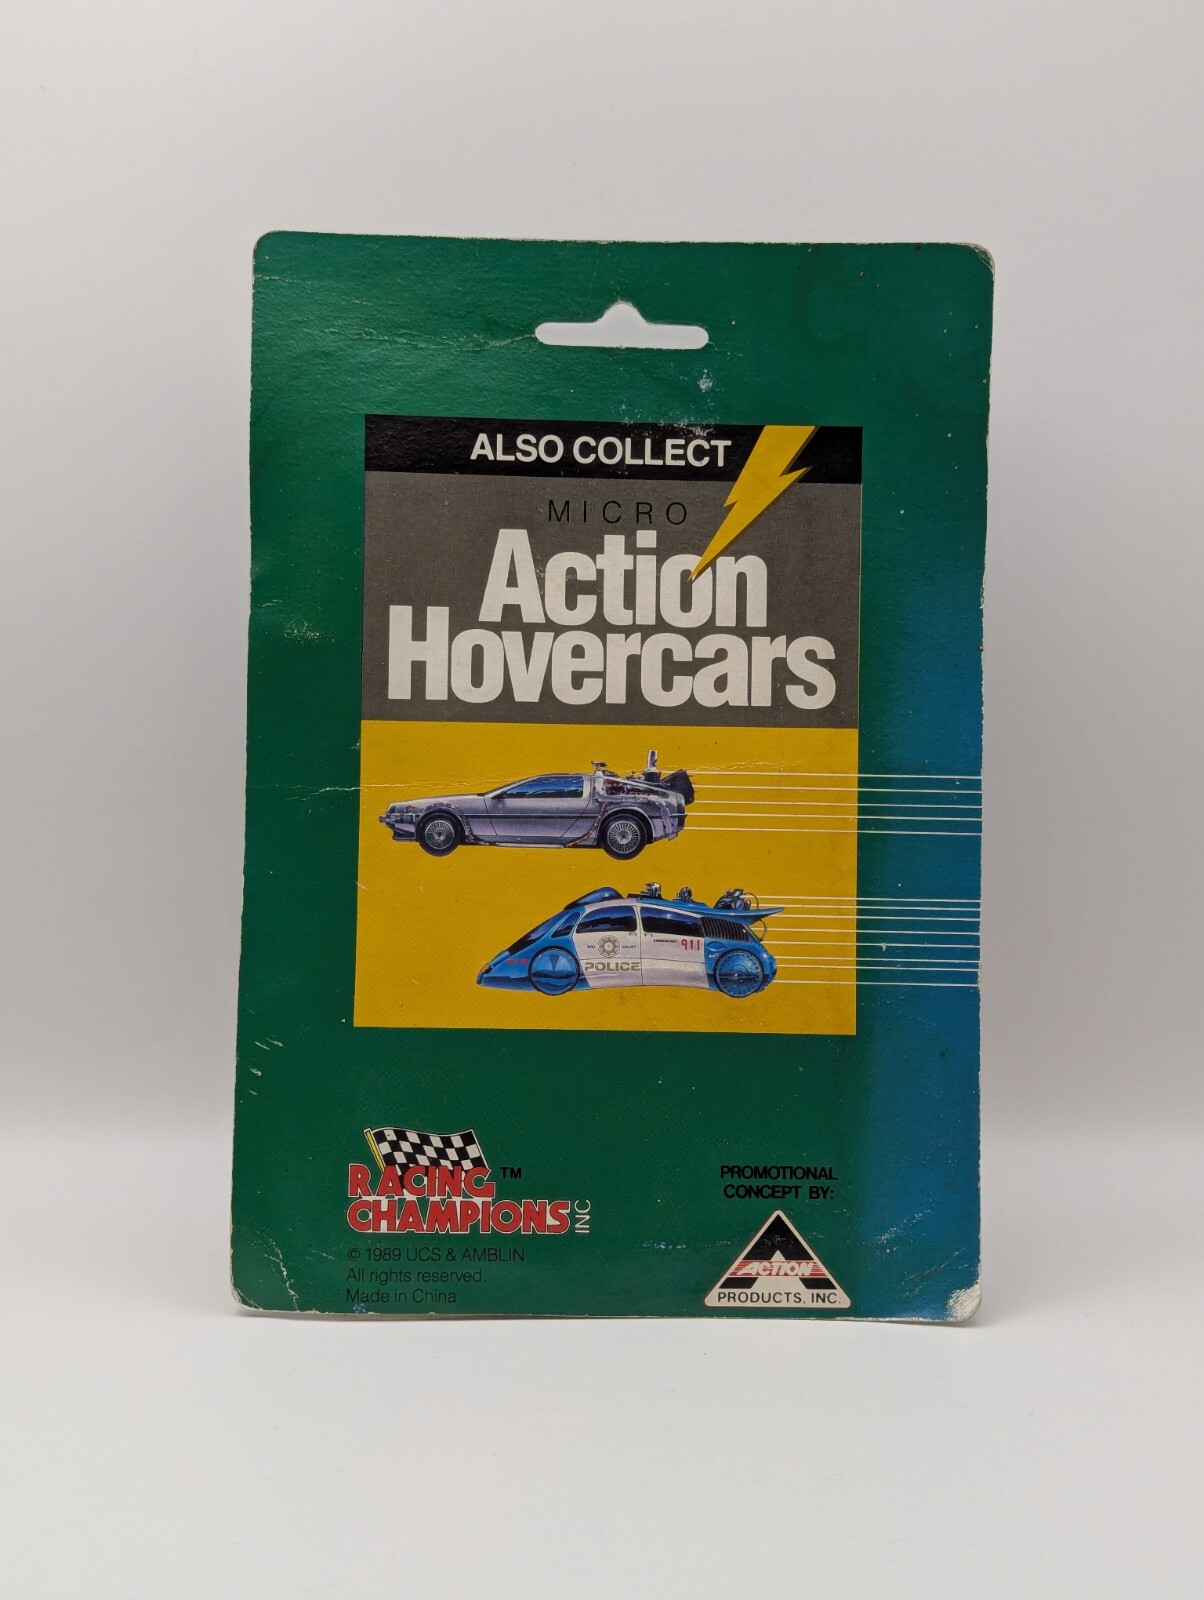 ALSO COLLECT
MICRO
Action
Hovercars
911
POLICE
RACING™
CHAMPIONS INC
© 1989 UCS & AMBLIN
All rights reserved.
Made in China
PROMOTIONAL
CONCEPT BY:
ACTION
PRODUCTS, INC.